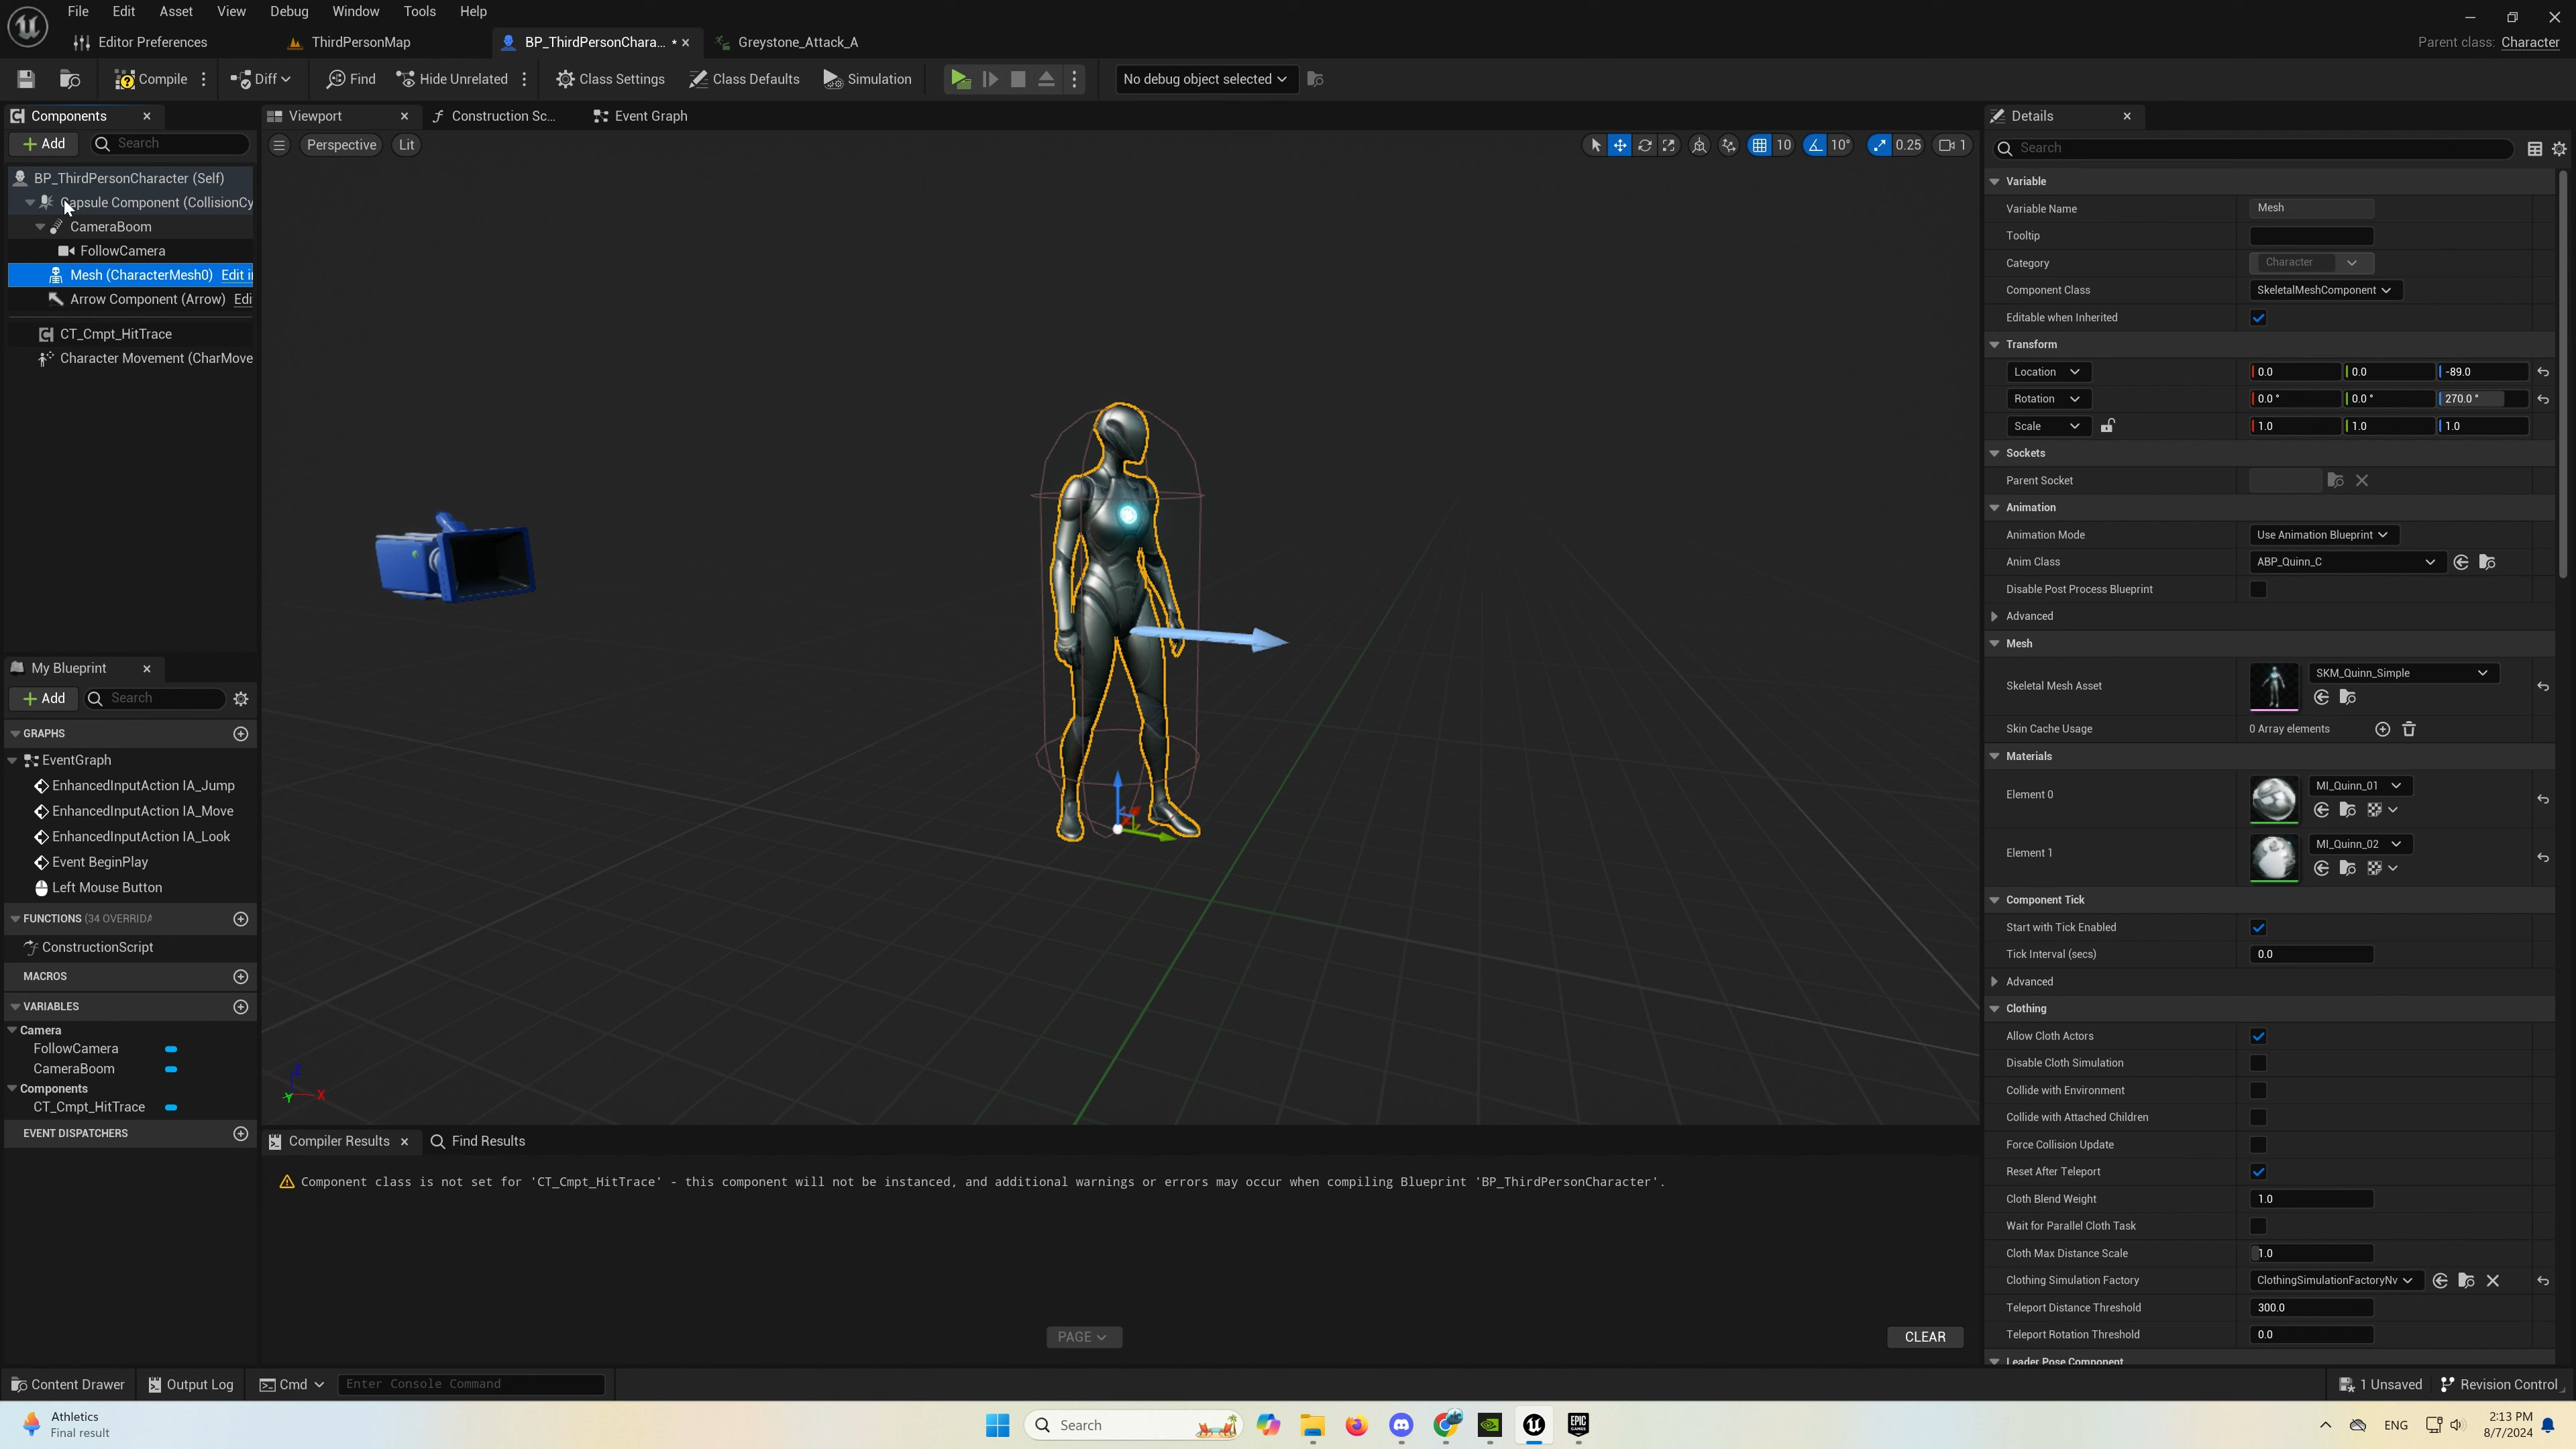 File Edit Asset View Debug Window Tools Help
Editor Preferences ThirdPersonMap BP_ThirdPersonChara... * Greystone_Attack_A Parent class: Character
Compile Diff Find Hide Unrelated Class Settings Class Defaults Simulation No debug object selected
Components
Add Search
BP_ThirdPersonCharacter (Self)
Capsule Component (CollisionCy
CameraBoom
FollowCamera
Mesh (CharacterMesh0) Edit i
Arrow Component (Arrow) Edi
CT_Cmpt_HitTrace
Character Movement (CharMove
My Blueprint
Add Search
GRAPHS
EventGraph
EnhancedInputAction IA_Jump
EnhancedInputAction IA_Move
EnhancedInputAction IA_Look
Event BeginPlay
Left Mouse Button
FUNCTIONS (34 OVERRIDA
ConstructionScript
MACROS
VARIABLES
Camera
FollowCamera
CameraBoom
Components
CT_Cmpt_HitTrace
EVENT DISPATCHERS
Viewport Construction Sc... Event Graph
Perspective Lit 10 10° 0.25 1
Z
Y X
Compiler Results Find Results
Component class is not set for 'CT_Cmpt_HitTrace' - this component will not be instanced, and additional warnings or errors may occur when compiling Blueprint 'BP_ThirdPersonCharacter'.
PAGE CLEAR
Details
Search
Variable
Variable Name Mesh
Tooltip
Category Character
Component Class SkeletalMeshComponent
Editable when Inherited
Transform
Location 0.0 0.0 -89.0
Rotation 0.0 ° 0.0 ° 270.0 °
Scale 1.0 1.0 1.0
Sockets
Parent Socket
Animation
Animation Mode Use Animation Blueprint
Anim Class ABP_Quinn_C
Disable Post Process Blueprint
Advanced
Mesh
Skeletal Mesh Asset SKM_Quinn_Simple
Skin Cache Usage 0 Array elements
Materials
Element 0 MI_Quinn_01
Element 1 MI_Quinn_02
Component Tick
Start with Tick Enabled
Tick Interval (secs) 0.0
Advanced
Clothing
Allow Cloth Actors
Disable Cloth Simulation
Collide with Environment
Collide with Attached Children
Force Collision Update
Reset After Teleport
Cloth Blend Weight 1.0
Wait for Parallel Cloth Task
Cloth Max Distance Scale 1.0
Clothing Simulation Factory ClothingSimulationFactoryNv
Teleport Distance Threshold 300.0
Teleport Rotation Threshold 0.0
Leader Pose Component
Content Drawer Output Log Cmd Enter Console Command 1 Unsaved Revision Control
Athletics
Final result
Search
EPIC GAMES
ENG
2:13 PM
8/7/2024